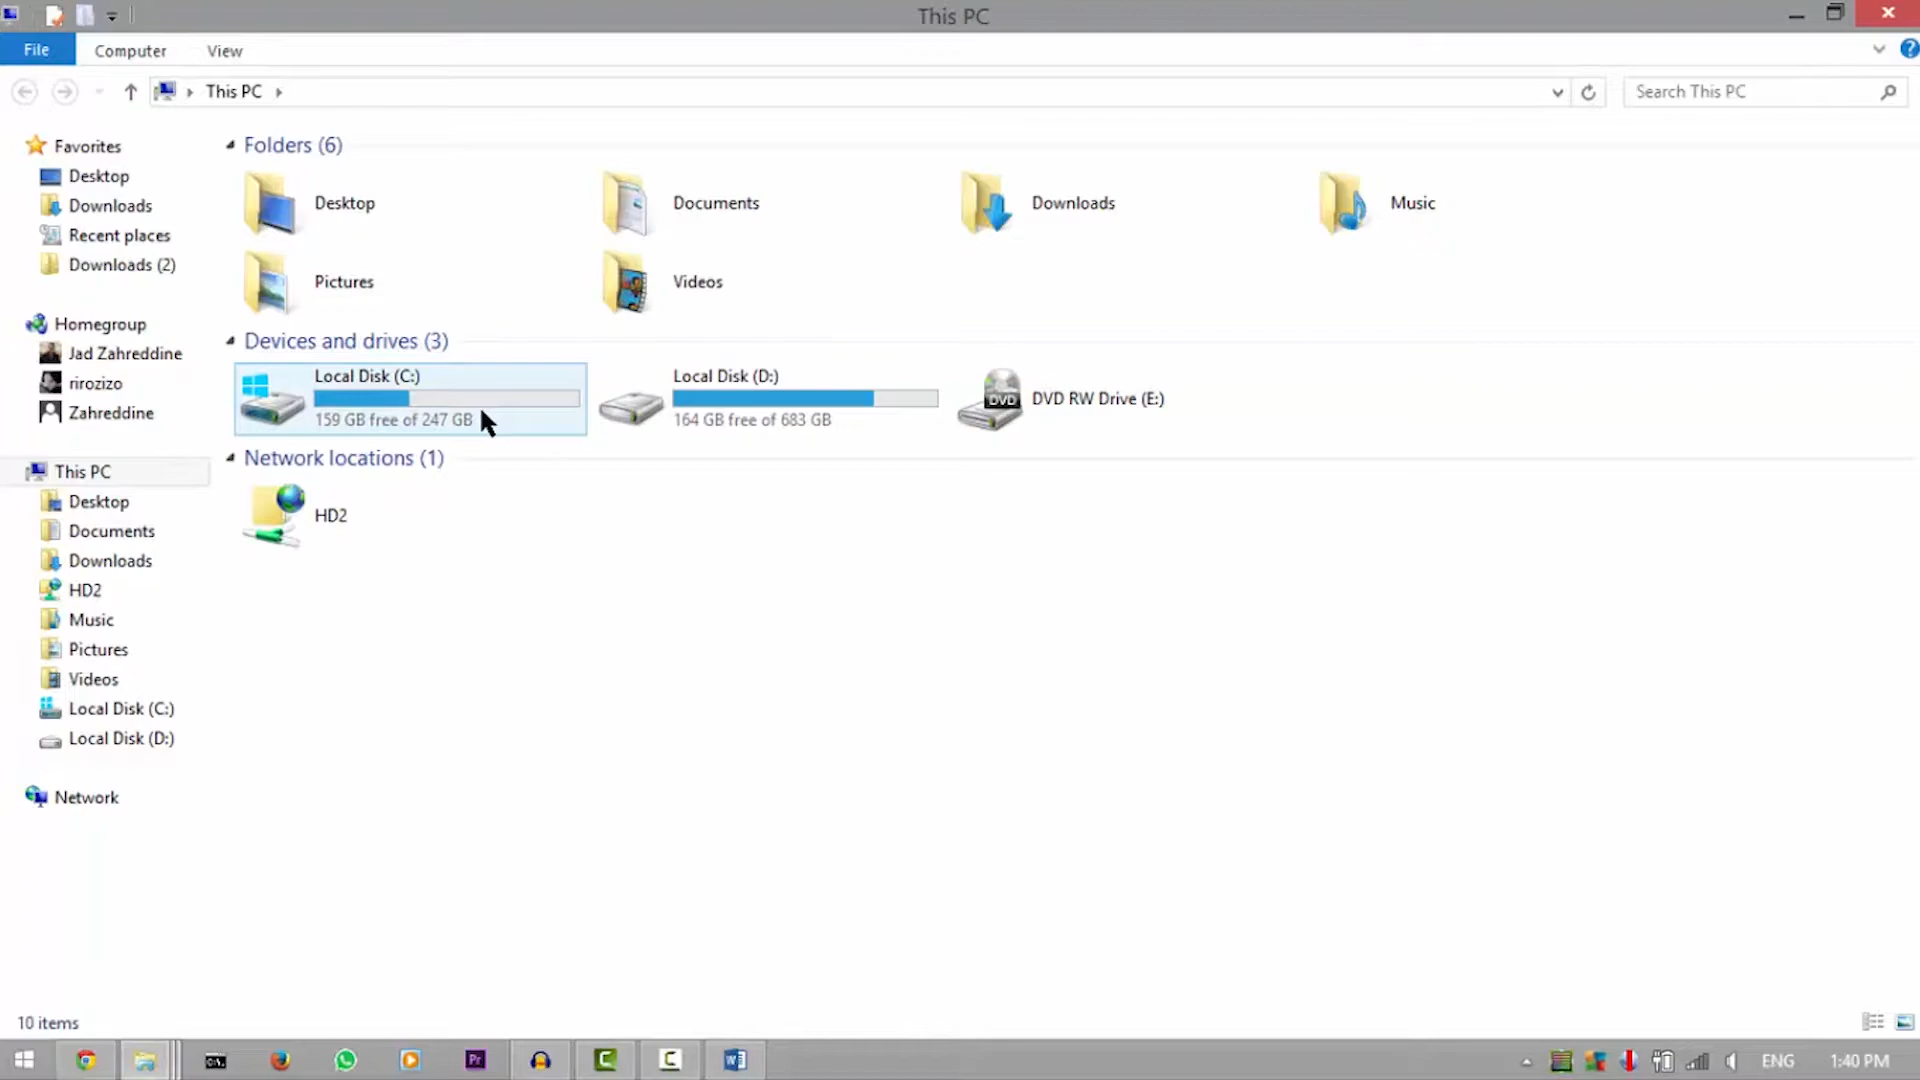 This PC
File
Computer
View
This PC
Search This PC
Favorites
Desktop
Downloads
Recent places
Downloads (2)
Homegroup
Jad Zahreddine
rirozizo
Zahreddine
This PC
Desktop
Documents
Downloads
HD2
Music
Pictures
Videos
Local Disk (C:)
Local Disk (D:)
Network
Folders (6)
Desktop
Documents
Downloads
Music
Pictures
Videos
Devices and drives (3)
Local Disk (C:)
159 GB free of 247 GB
Local Disk (D:)
164 GB free of 683 GB
DVD
DVD RW Drive (E:)
Network locations (1)
HD2
10 items
C:\
Pr
ENG
1:40 PM